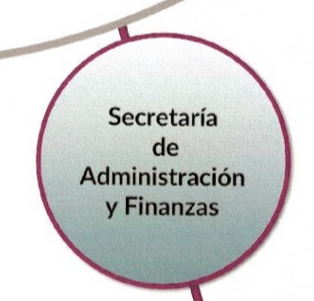 Secretaría
de
Administración
y Finanzas